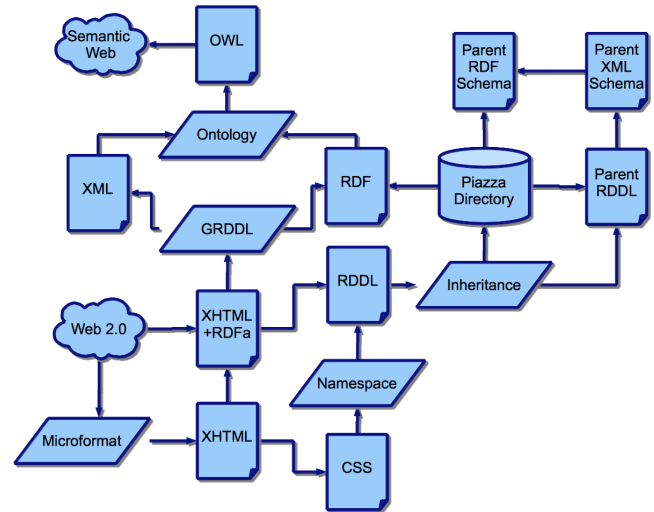 Semantic
Web
OWL
Parent
RDF
Schema
Parent
XML
Schema
Ontology
XML
RDF
Piazza
Directory
Parent
RDDL
GRDDL
RDDL
Inheritance
Web 2.0
XHTML
+RDFa
Namespace
Microformat
XHTML
CSS